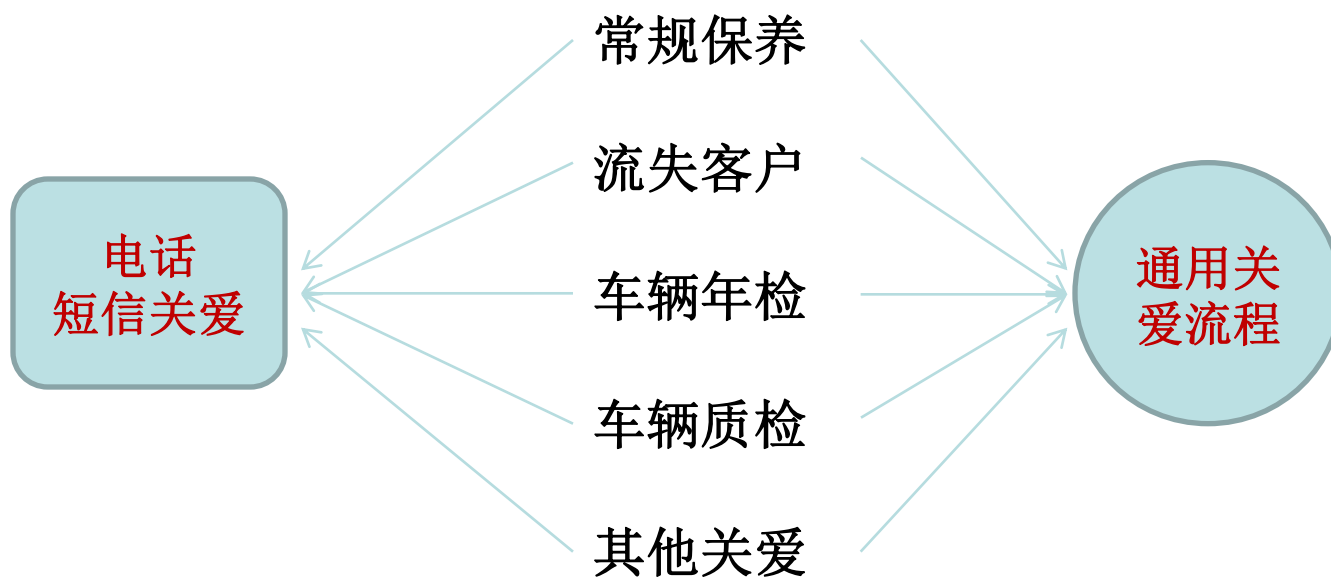 常规保养
流失客户
电话
短信关爱
车辆年检
通用关
爱流程
车辆质检
其他关爱